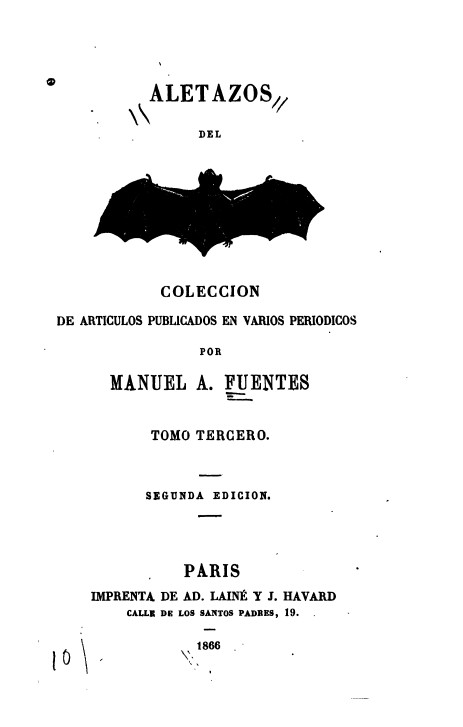 ALETAZOS
DEL
COLECCION
DE ARTICULOS PUBLICADOS EN VARIOS PERIODICOS
POR
MANUEL A. FUENTES
TOMO TERCERO.
SEGUNDA EDICION.
PARIS
IMPRENTA DE AD. LAINÉ Y J. HAVARD
CALLE DE LOS SANTOS PADRES, 19.
1866
10